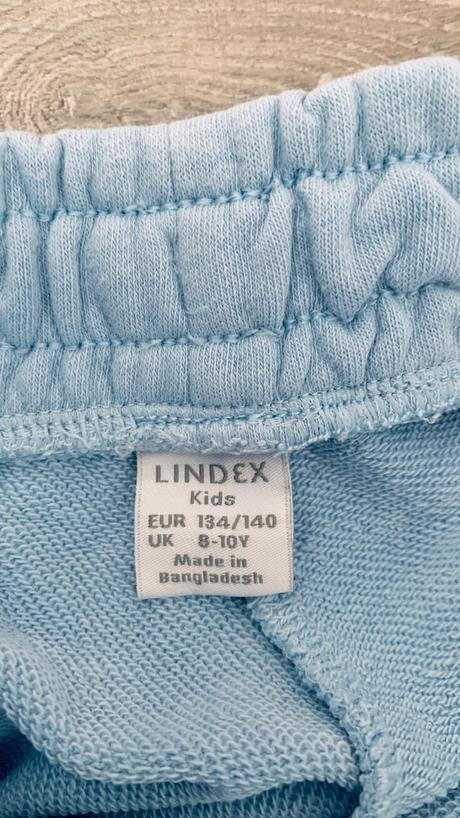 LINDEX
Kids
EUR 134/140
UK 8-10Y
Made in
Bangladesh